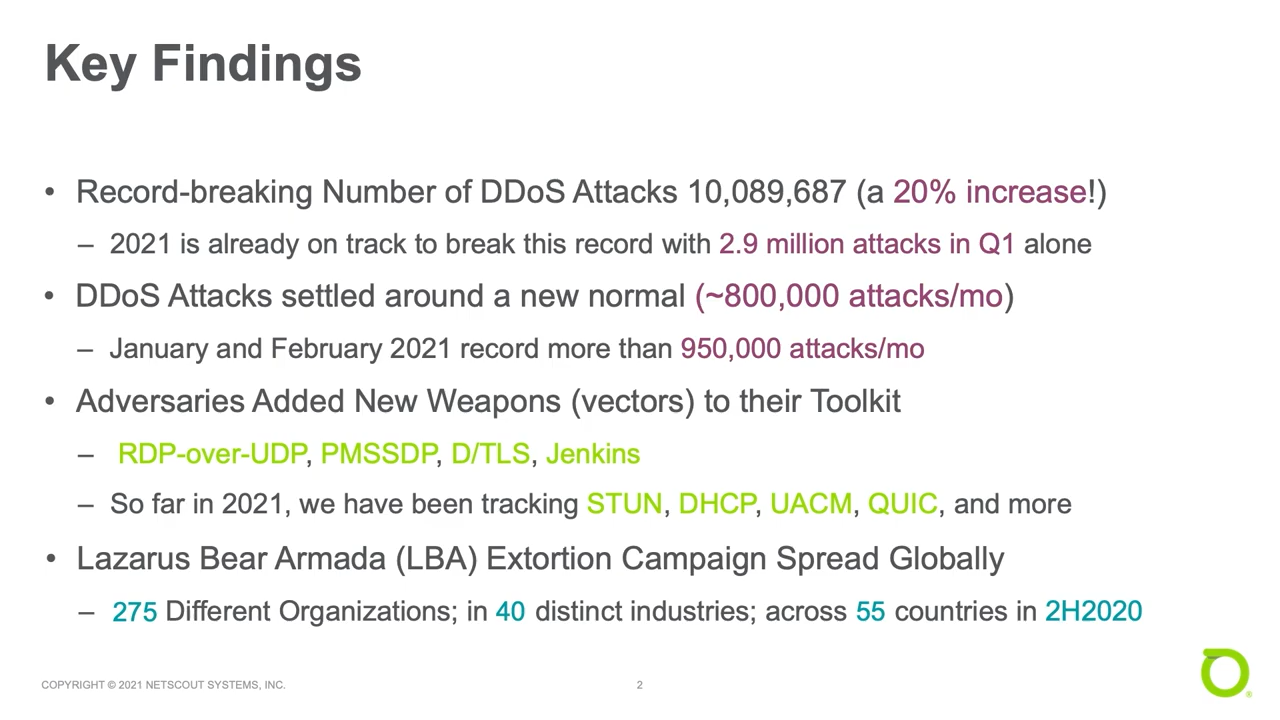 Key Findings
• Record-breaking Number of DDoS Attacks 10,089,687 (a 20% increase!)
– 2021 is already on track to break this record with 2.9 million attacks in Q1 alone
• DDoS Attacks settled around a new normal (~800,000 attacks/mo)
– January and February 2021 record more than 950,000 attacks/mo
• Adversaries Added New Weapons (vectors) to their Toolkit
– RDP-over-UDP, PMSSDP, D/TLS, Jenkins
– So far in 2021, we have been tracking STUN, DHCP, UACM, QUIC, and more
• Lazarus Bear Armada (LBA) Extortion Campaign Spread Globally
– 275 Different Organizations; in 40 distinct industries; across 55 countries in 2H2020
COPYRIGHT © 2021 NETSCOUT SYSTEMS, INC.
2
®